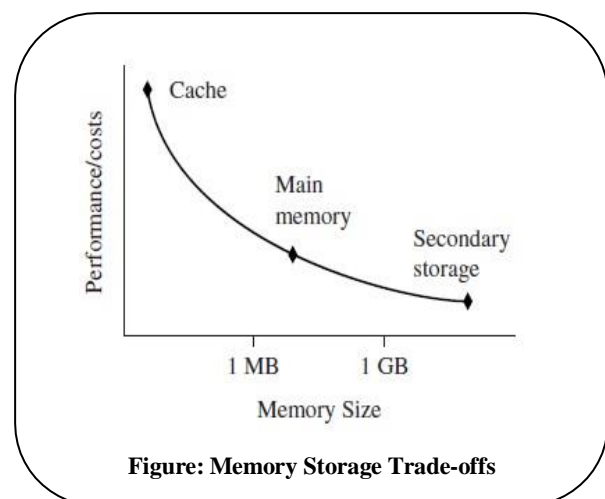 Cache
Main
memory
Secondary
storage
Performance/costs
1 MB
1 GB
Memory Size
Figure: Memory Storage Trade-offs